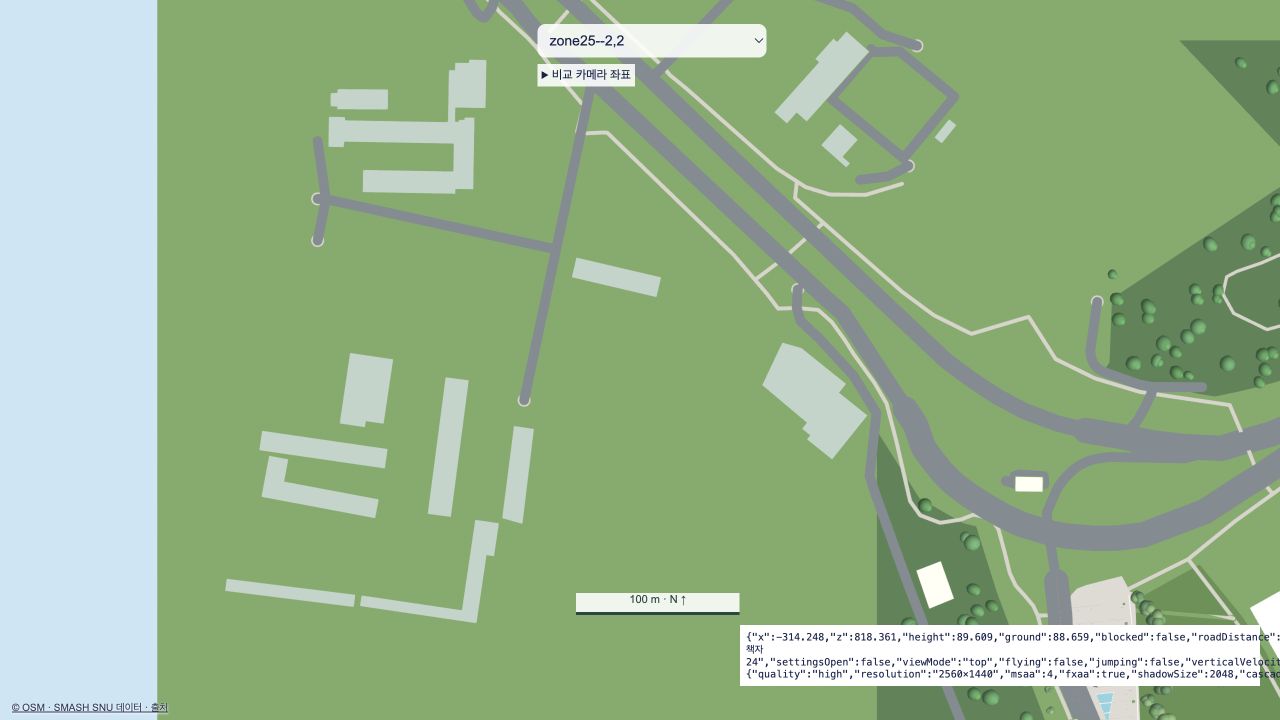 zone25--2,2
▶ 비교 카메라 좌표
100 m · N ↑
{"x":−314.248,"z":818.361,"height":89.609,"ground":88.659,"blocked":false,"roadDistance":
책자
24","settingsOpen":false,"viewMode":"top","flying":false,"jumping":false,"verticalVelocit
{"quality":"high","resolution":"2560×1440","msaa":4,"fxaa":true,"shadowSize":2048,"cascad
© OSM · SMASH SNU 데이터 · 출처